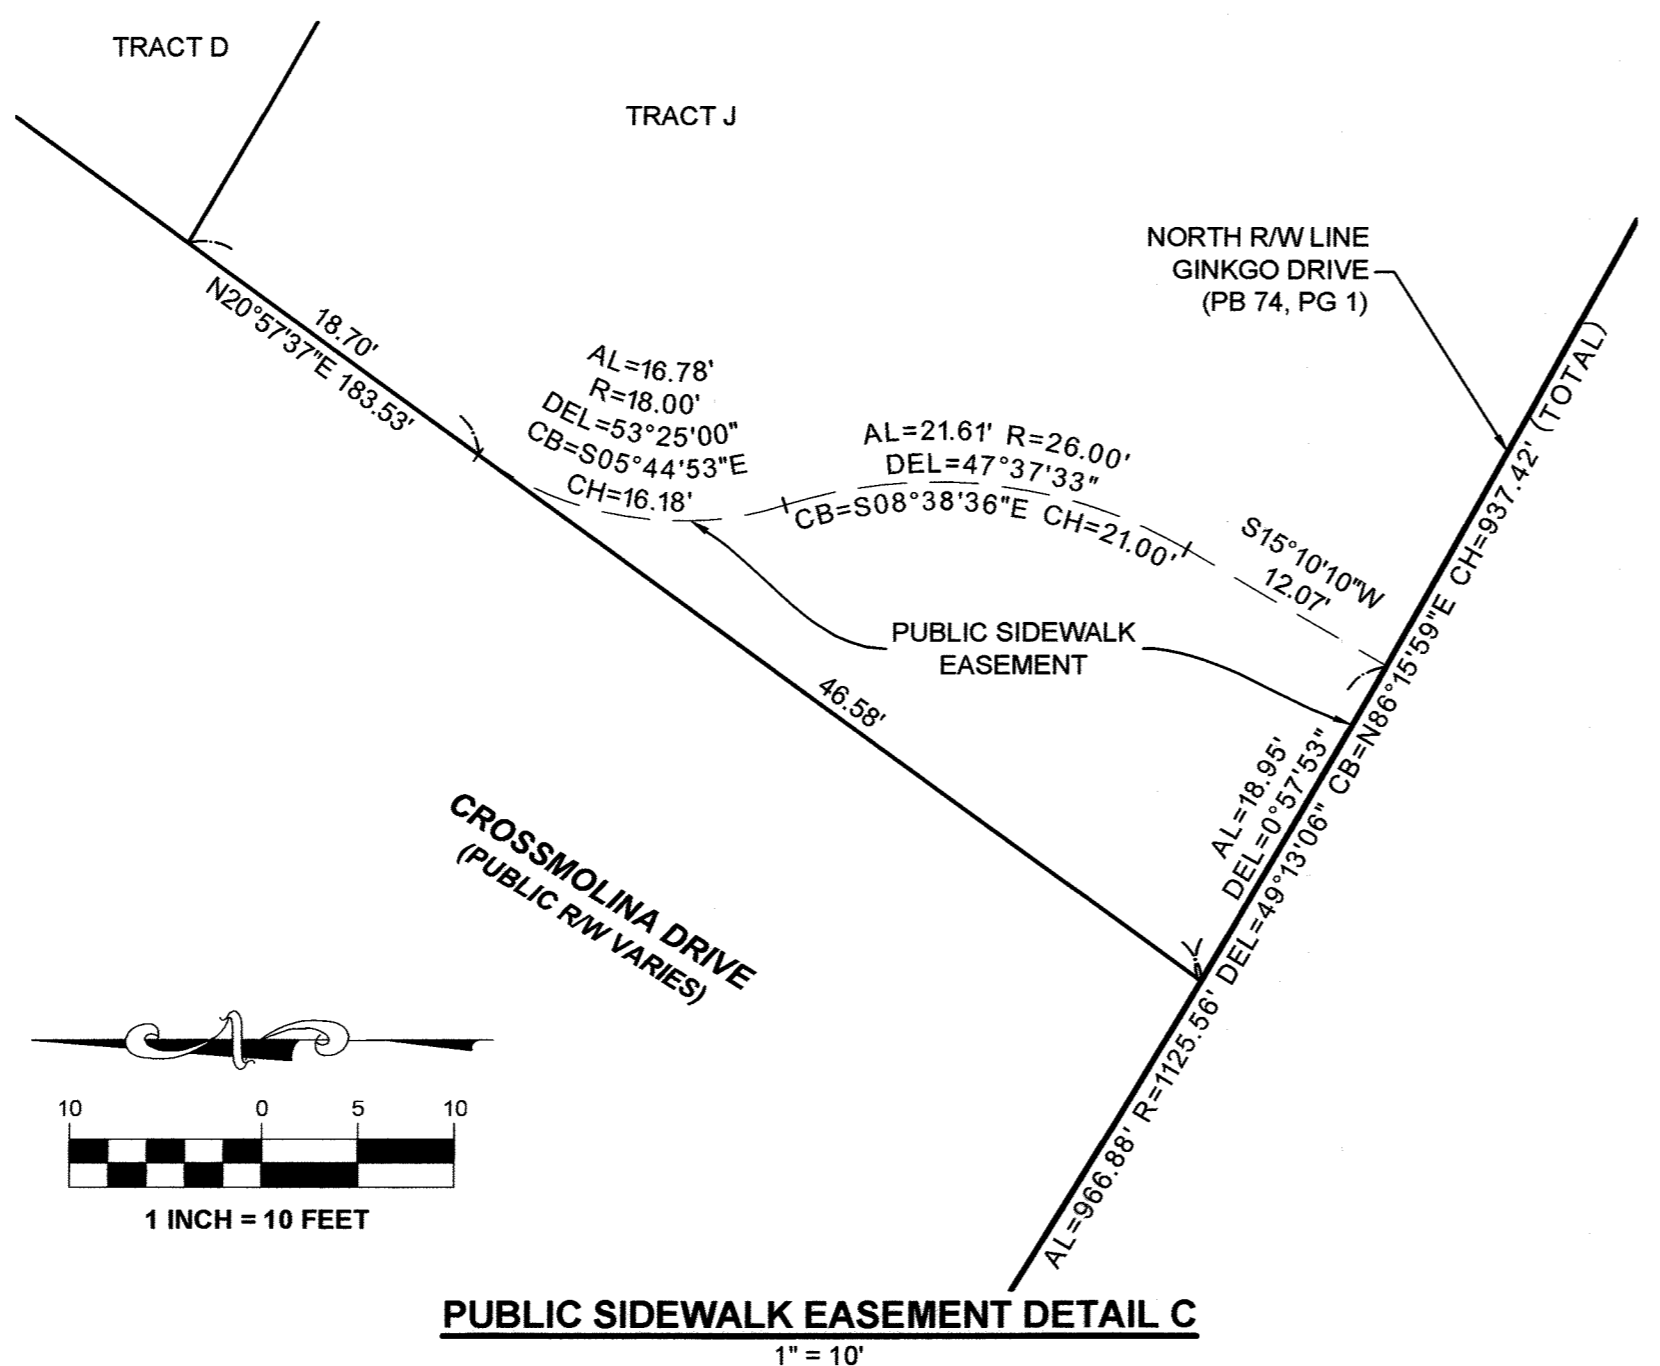 TRACT D
TRACT J
NORTH R/W LINE
GINKGO DRIVE
(PB 74, PG 1)
18.70'
N20°57'37"E 183.53'
AL=16.78'
R=18.00'
DEL=53°25'00"
CB=S05°44'53"E
CH=16.18'
AL=21.61' R=26.00'
DEL=47°37'33"
CB=S08°38'36"E CH=21.00'
S15°10'10"W
12.07'
PUBLIC SIDEWALK
EASEMENT
46.58'
AL=18.95'
DEL=0°57'53"
AL=966.88' R=1125.56' DEL=49°13'06" CB=N86°15'59"E CH=937.42' (TOTAL)
CROSSMOLINA DRIVE
(PUBLIC R/W VARIES)
N
10 0 5 10
1 INCH = 10 FEET
PUBLIC SIDEWALK EASEMENT DETAIL C
1" = 10'